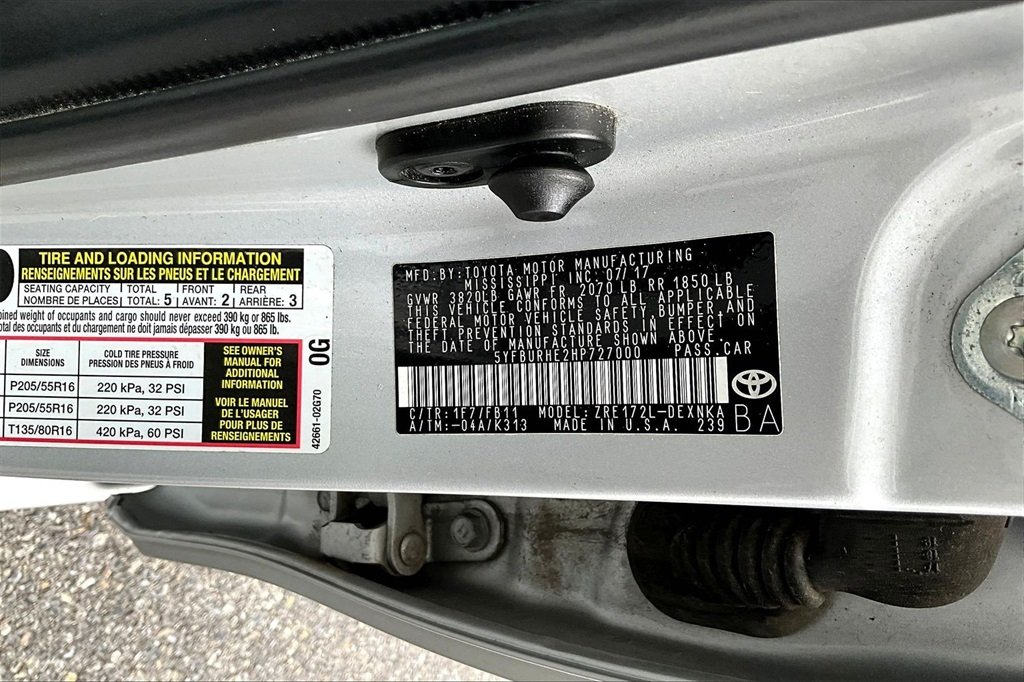 TIRE AND LOADING INFORMATION
RENSEIGNEMENTS SUR LES PNEUS ET LE CHARGEMENT
SEATING CAPACITY TOTAL FRONT REAR
NOMBRE DE PLACES TOTAL: 5 AVANT: 2 ARRIÈRE: 3
weight of occupants and cargo should never exceed 390 kg or 865 lbs.
total des occupants et du chargement ne doit jamais dépasser 390 kg ou 865 lb.
SIZE DIMENSIONS
COLD TIRE PRESSURE
PRESSION DES PNEUS À FROID
P205/55R16 220 kPa, 32 PSI
P205/55R16 220 kPa, 32 PSI
T135/80R16 420 kPa, 60 PSI
SEE OWNER'S
MANUAL FOR
ADDITIONAL
INFORMATION
VOIR LE MANUEL
DE L'USAGER
POUR PLUS DE
RENSEIGNEMENTS
0G
42661-02G70
MFD.BY:TOYOTA MOTOR MANUFACTURING
MISSISSIPPI, INC. 07/17
GVWR 3820LB GAWR FR 2070 LB RR 1850 LB
THIS VEHICLE CONFORMS TO ALL APPLICABLE
FEDERAL MOTOR VEHICLE SAFETY, BUMPER, AND
THEFT PREVENTION STANDARDS IN EFFECT ON
THE DATE OF MANUFACTURE SHOWN ABOVE.
5YFBURHE2HP727000 PASS.CAR
C/TR:1F7/FB11 MODEL: ZRE172L-DEXNKA
A/TM:-04A/K313 MADE IN U.S.A. 239
BA